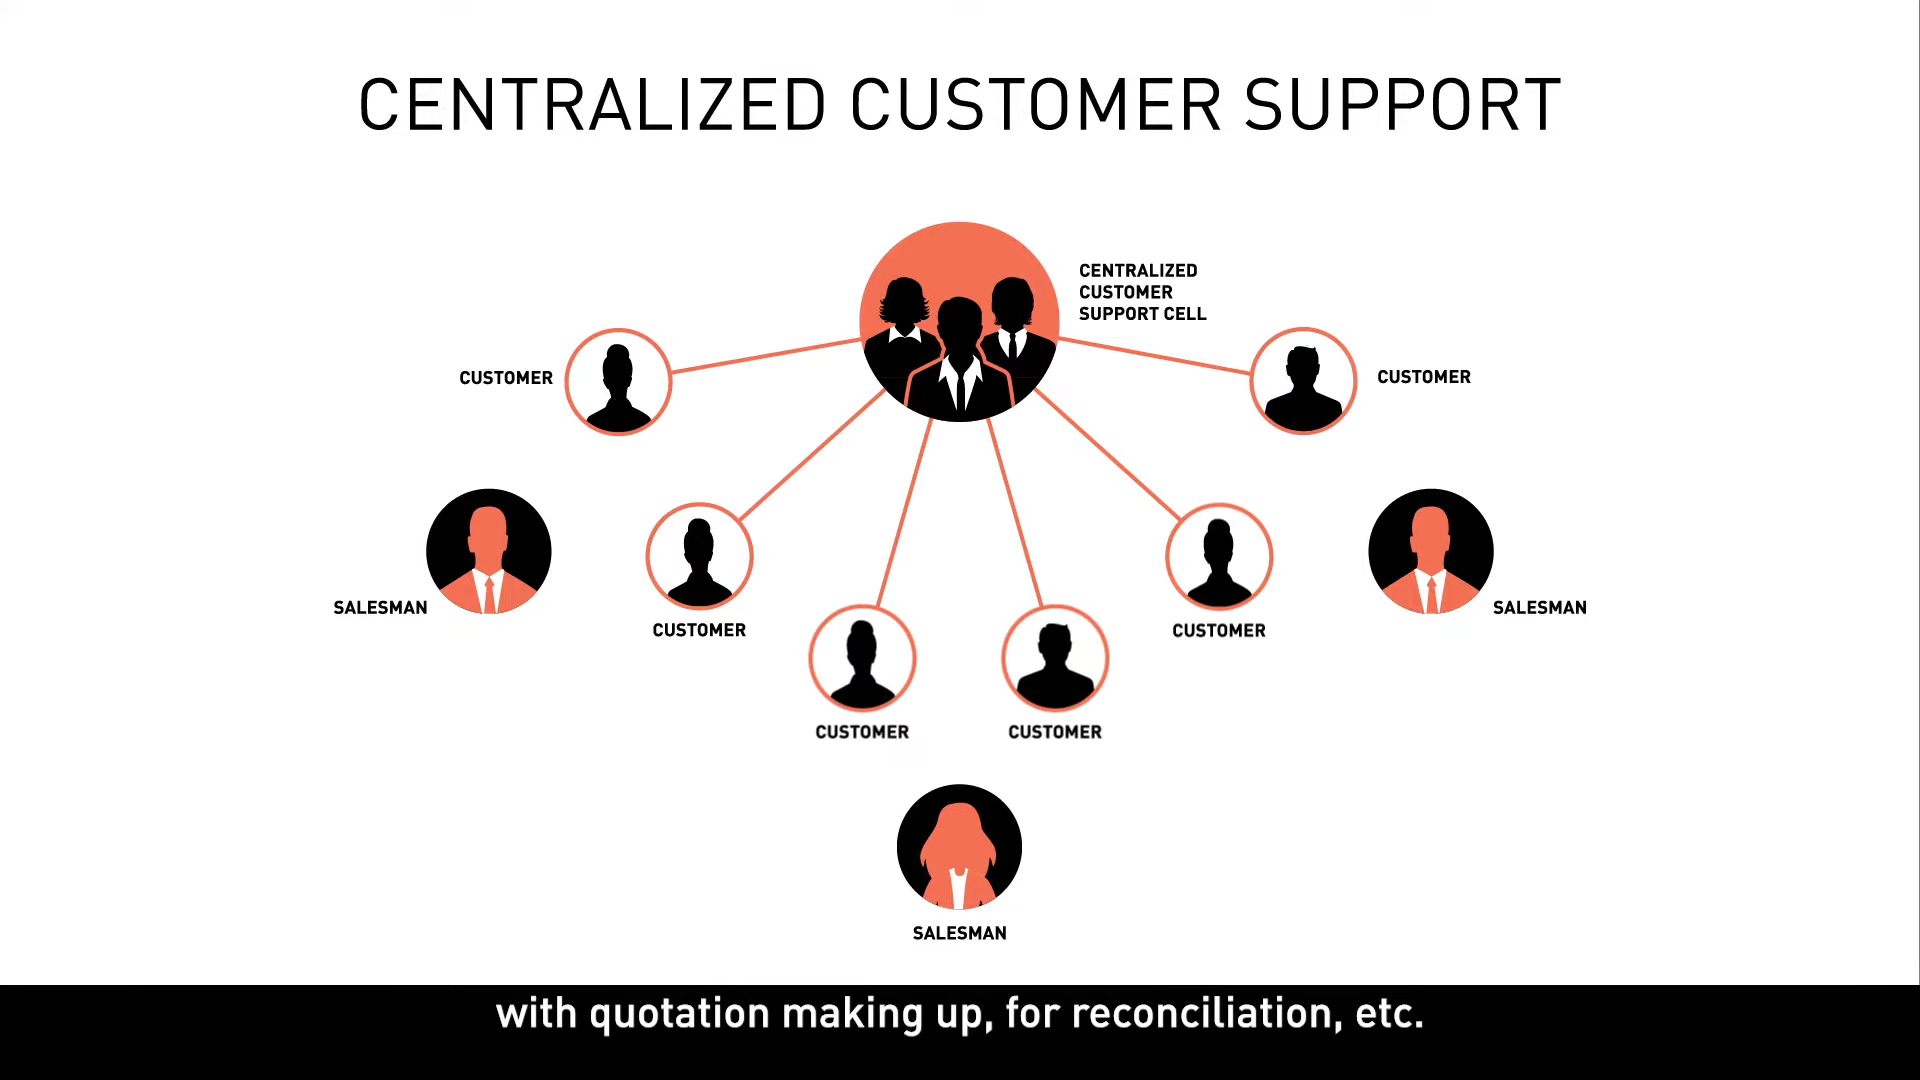 CENTRALIZED CUSTOMER SUPPORT
CENTRALIZED
CUSTOMER
SUPPORT CELL
CUSTOMER
CUSTOMER
SALESMAN
SALESMAN
CUSTOMER
CUSTOMER
CUSTOMER
CUSTOMER
SALESMAN
with quotation making up, for reconciliation, etc.